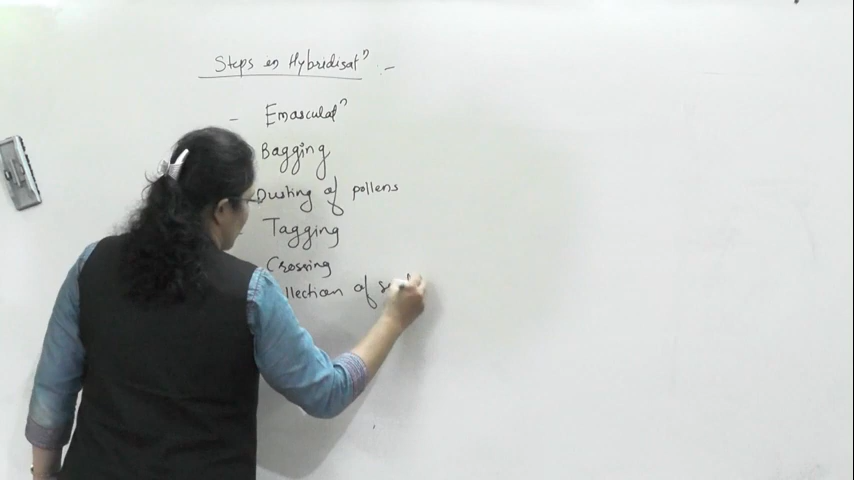 Steps in Hybridisatⁿ :-
- Emasculatⁿ
Bagging
Dusting of pollens
Tagging
Crossing
llection of